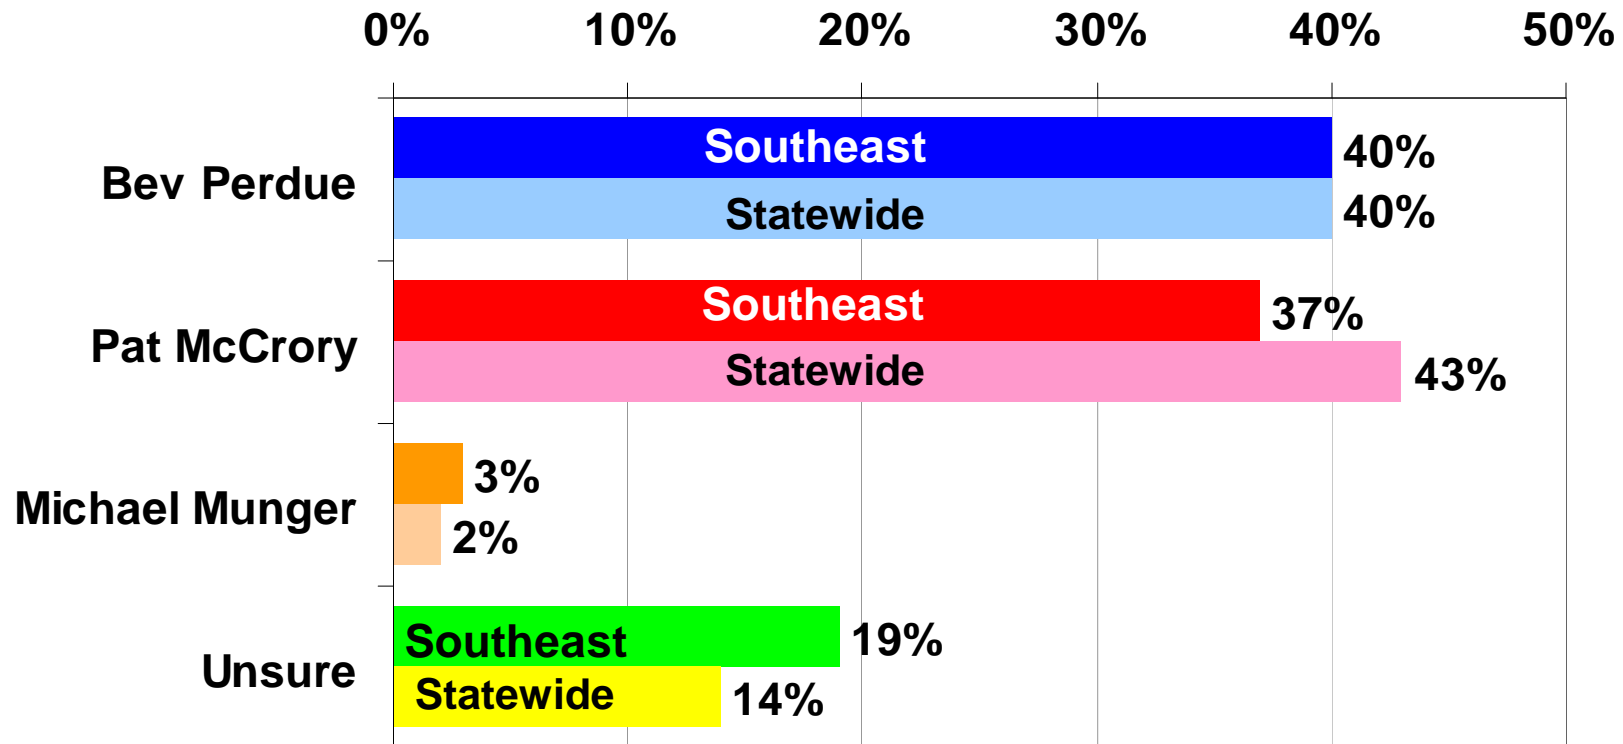 0% 10% 20% 30% 40% 50%
Bev Perdue
Southeast 40%
Statewide 40%
Pat McCrory
Southeast 37%
Statewide 43%
Michael Munger
3%
2%
Unsure
Southeast 19%
Statewide 14%